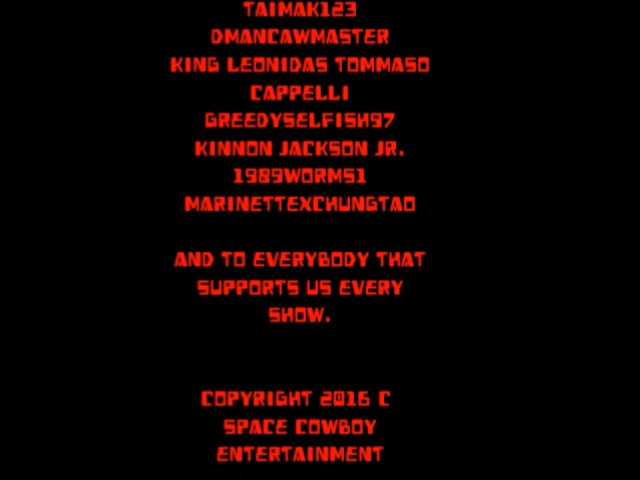 TAIMAK123
DMANCAWMASTER
KING LEONIDAS TOMMASO
CAPPELLI
GREEDYSELFISH97
KINNON JACKSON JR.
1989WORMS1
MARINETTEXCHUNGTAO
AND TO EVERYBODY THAT
SUPPORTS US EVERY
SHOW.
COPYRIGHT 2016 C
SPACE COWBOY
ENTERTAINMENT